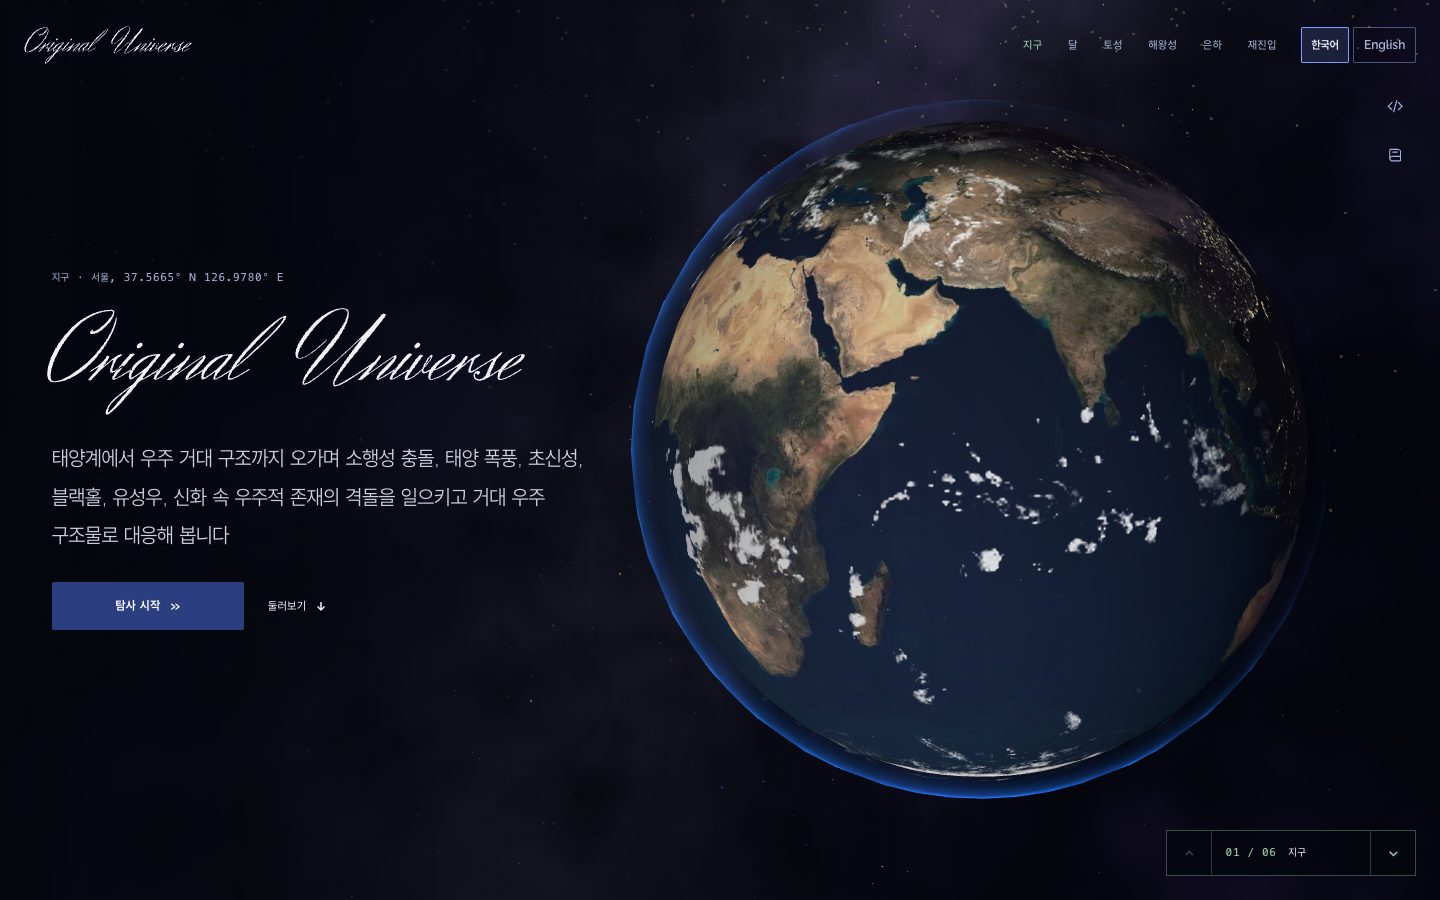 Original Universe
지구 달 토성 해왕성 은하 재진입 한국어 English
지구 · 서울, 37.5665° N 126.9780° E
Original Universe
태양계에서 우주 거대 구조까지 오가며 소행성 충돌, 태양 폭풍, 초신성,
블랙홀, 유성우, 신화 속 우주적 존재의 격돌을 일으키고 거대 우주
구조물로 대응해 봅니다
탐사 시작 »
둘러보기 ↓
01 / 06 지구